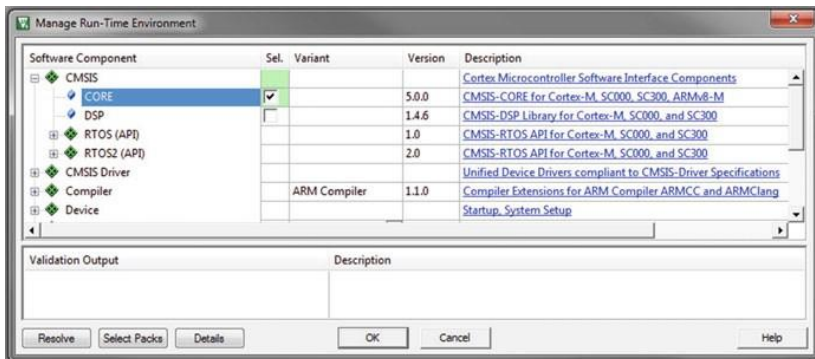 Manage Run-Time Environment
Software Component Sel. Variant Version Description
CMSIS Cortex Microcontroller Software Interface Components
CORE 5.0.0 CMSIS-CORE for Cortex-M, SC000, SC300, ARMv8-M
DSP 1.4.6 CMSIS-DSP Library for Cortex-M, SC000, and SC300
RTOS (API) 1.0 CMSIS-RTOS API for Cortex-M, SC000, and SC300
RTOS2 (API) 2.0 CMSIS-RTOS API for Cortex-M, SC000, and SC300
CMSIS Driver Unified Device Drivers compliant to CMSIS-Driver Specifications
Compiler ARM Compiler 1.1.0 Compiler Extensions for ARM Compiler ARMCC and ARMClang
Device Startup, System Setup
Validation Output Description
Resolve Select Packs Details OK Cancel Help